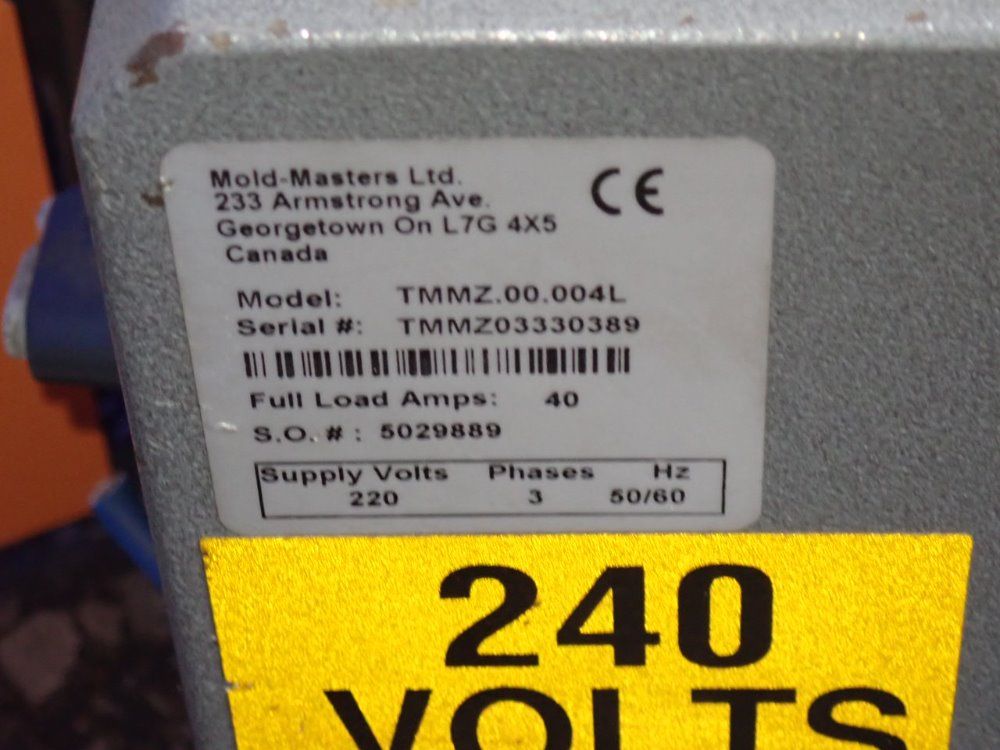 Mold-Masters Ltd.
233 Armstrong Ave.
Georgetown On L7G 4X5
Canada
CE
Model: TMMZ.00.004L
Serial #: TMMZ03330389
Full Load Amps: 40
S.O. # : 5029889
Supply Volts Phases Hz
220 3 50/60
240
VOLTS